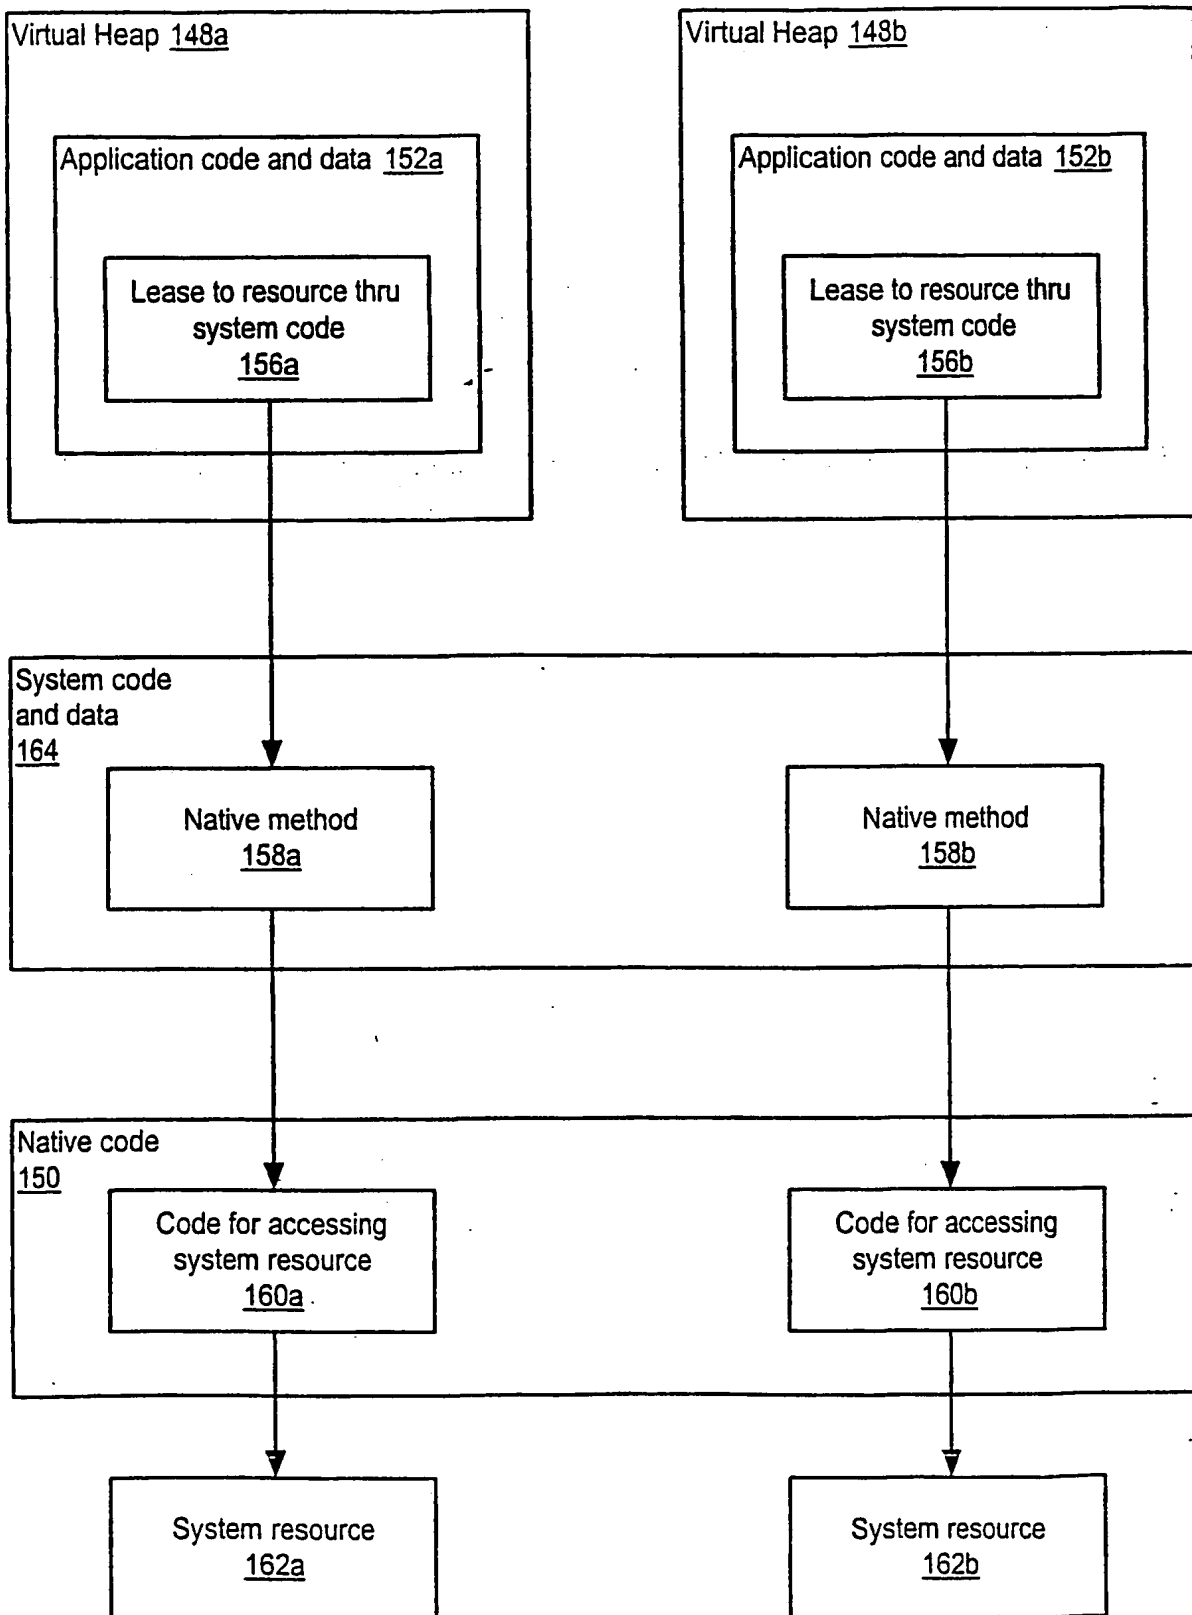 Virtual Heap 148a
Application code and data 152a
Lease to resource thru
system code
156a
Virtual Heap 148b
Application code and data 152b
Lease to resource thru
system code
156b
System code
and data
164
Native method
158a
Native method
158b
Native code
150
Code for accessing
system resource
160a
Code for accessing
system resource
160b
System resource
162a
System resource
162b